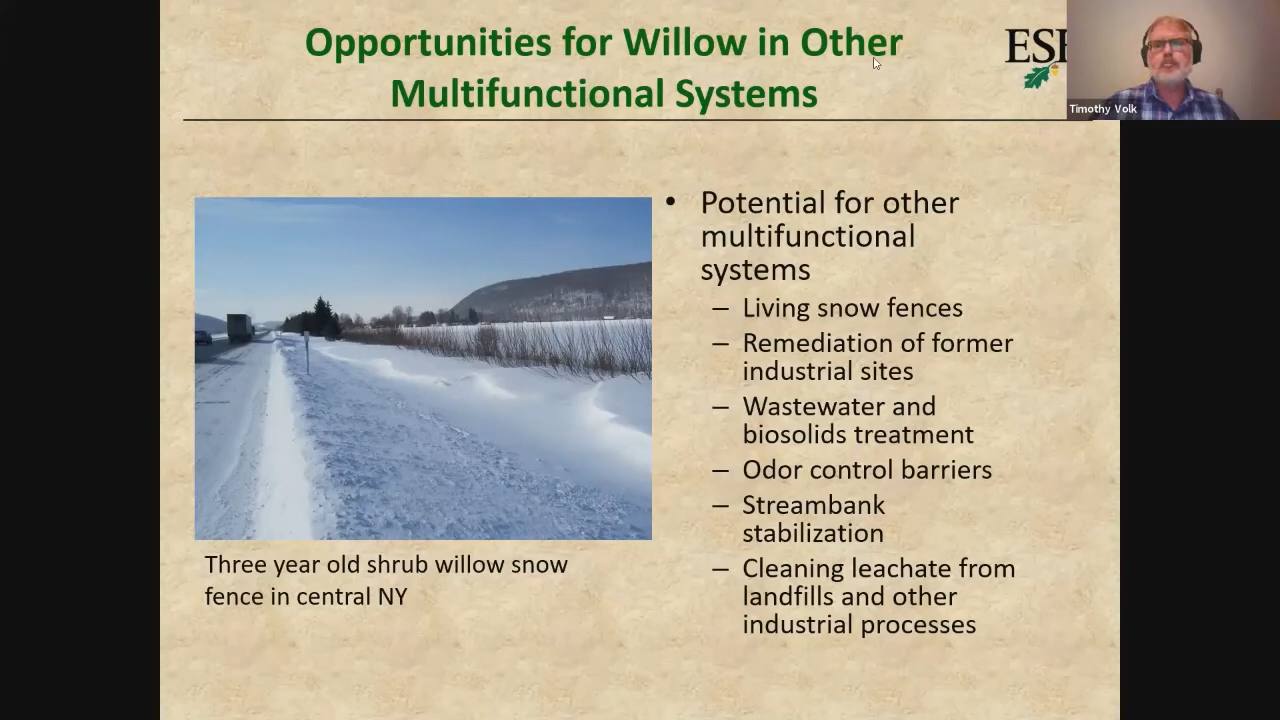 Opportunities for Willow in Other
Multifunctional Systems
ESF
Timothy Volk
• Potential for other
multifunctional
systems
– Living snow fences
– Remediation of former
industrial sites
– Wastewater and
biosolids treatment
– Odor control barriers
– Streambank
stabilization
– Cleaning leachate from
landfills and other
industrial processes
Three year old shrub willow snow
fence in central NY